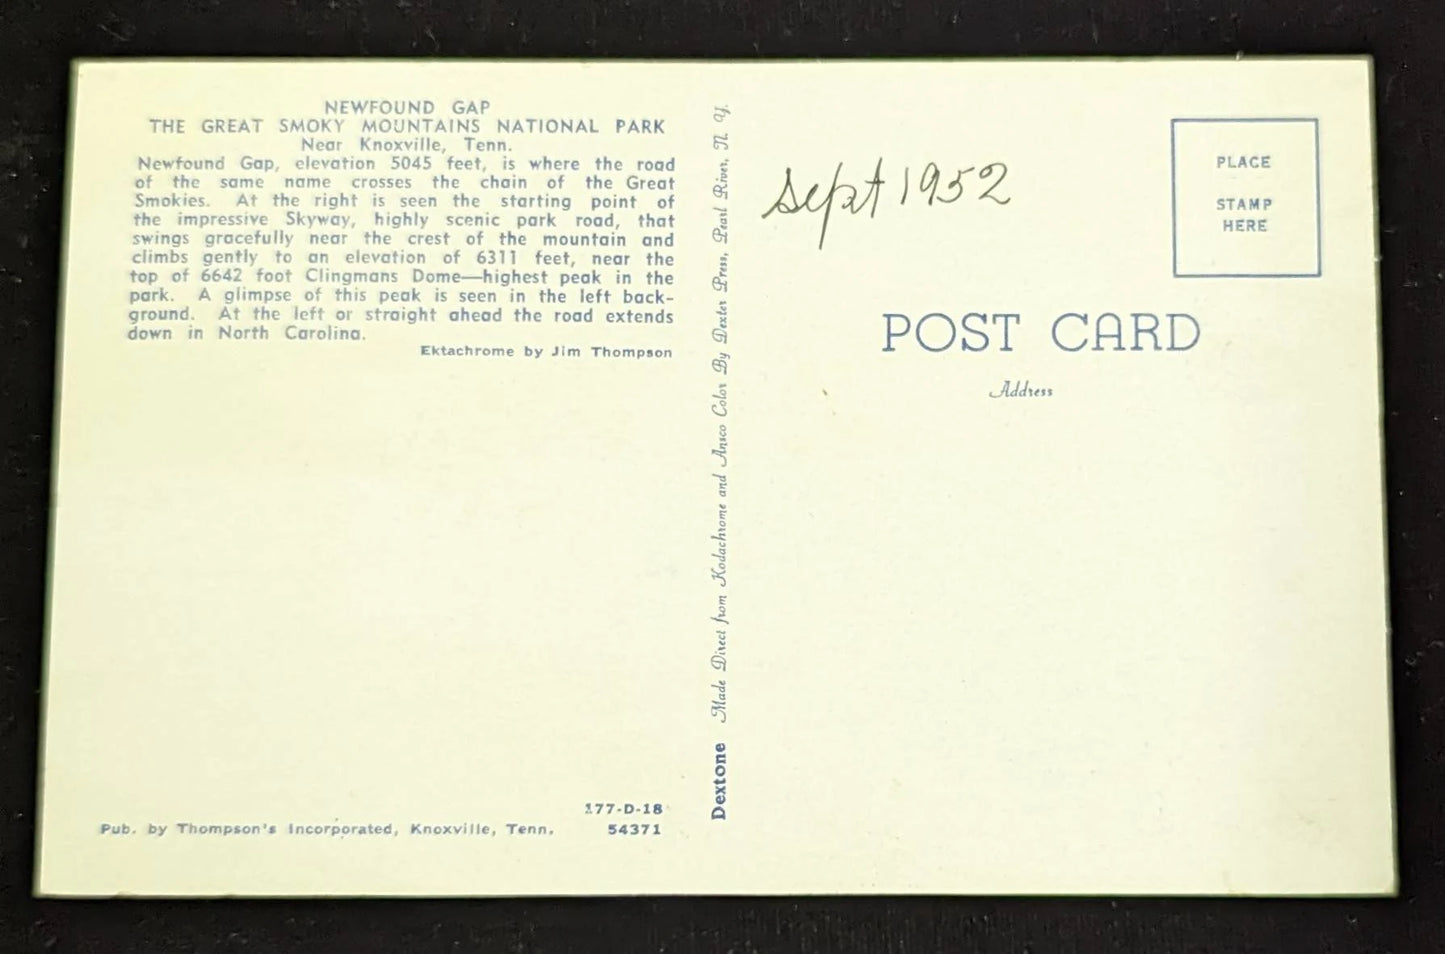 NEWFOUND GAP
THE GREAT SMOKY MOUNTAINS NATIONAL PARK
Near Knoxville, Tenn.
Newfound Gap, elevation 5045 feet, is where the road
of the same name crosses the chain of the Great
Smokies. At the right is seen the starting point of
the impressive Skyway, highly scenic park road, that
swings gracefully near the crest of the mountain and
climbs gently to an elevation of 6311 feet, near the
top of 6642 foot Clingmans Dome—highest peak in the
park. A glimpse of this peak is seen in the left back-
ground. At the left or straight ahead the road extends
down in North Carolina.
Ektachrome by Jim Thompson
177-D-18
Pub. by Thompson's Incorporated, Knoxville, Tenn. 54371
Dextone Made Direct from Kodachrome and Ansco Color By Dexter Press, Pearl River, N. Y.
Sept 1952
PLACE
STAMP
HERE
POST CARD
Address